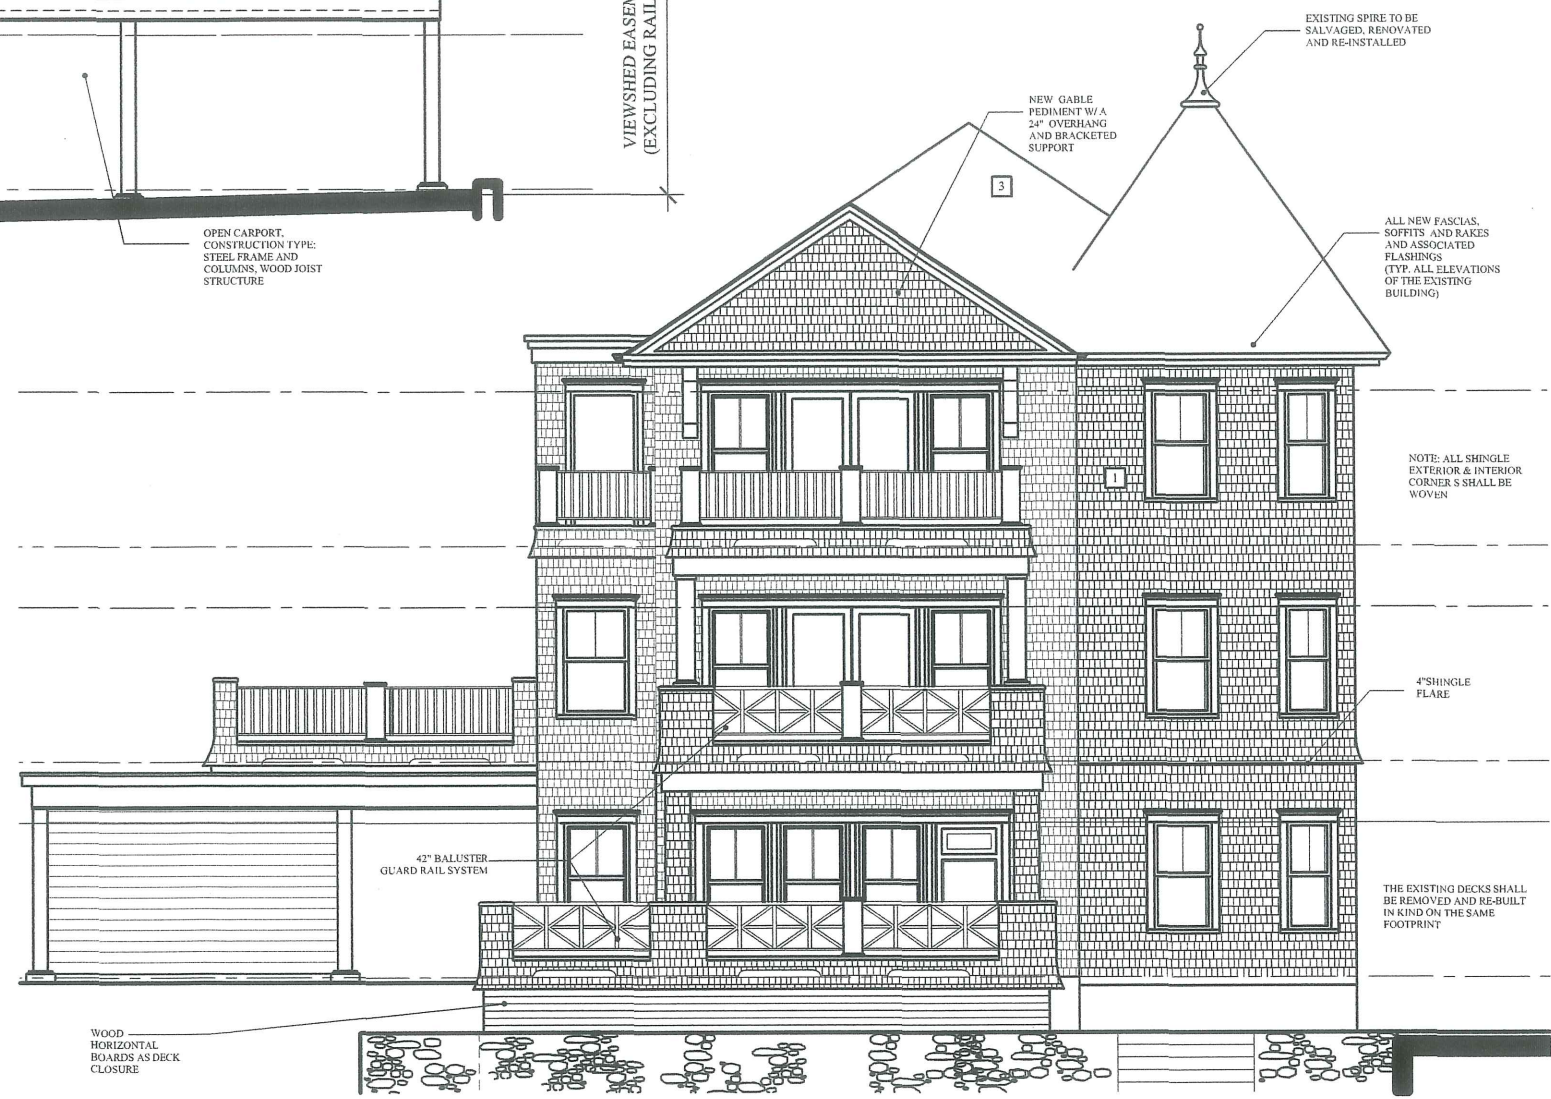 EXISTING SPIRE TO BE
SALVAGED, RENOVATED
AND RE-INSTALLED
VIEWSHED EASEM
(EXCLUDING RAIL
NEW GABLE
PEDIMENT W/ A
24" OVERHANG
AND BRACKETED
SUPPORT
3
OPEN CARPORT,
CONSTRUCTION TYPE:
STEEL FRAME AND
COLUMNS, WOOD JOIST
STRUCTURE
ALL NEW FASCIAS,
SOFFITS AND RAKES
AND ASSOCIATED
FLASHINGS
(TYP. ALL ELEVATIONS
OF THE EXISTING
BUILDING)
1
NOTE: ALL SHINGLE
EXTERIOR & INTERIOR
CORNER S SHALL BE
WOVEN
4"SHINGLE
FLARE
42" BALUSTER
GUARD RAIL SYSTEM
THE EXISTING DECKS SHALL
BE REMOVED AND RE-BUILT
IN KIND ON THE SAME
FOOTPRINT
WOOD
HORIZONTAL
BOARDS AS DECK
CLOSURE